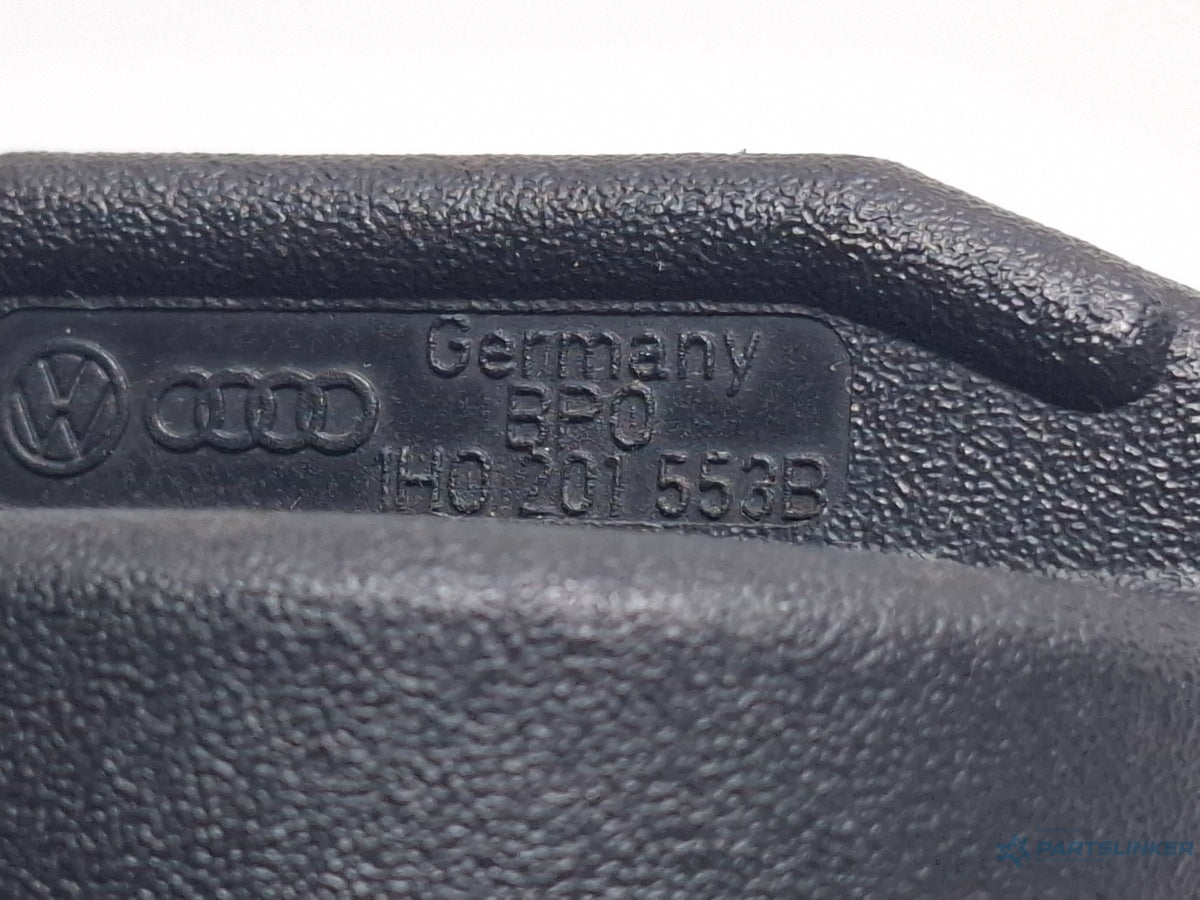 Germany
BPO
1H0 201 553B
PARTSLINKER